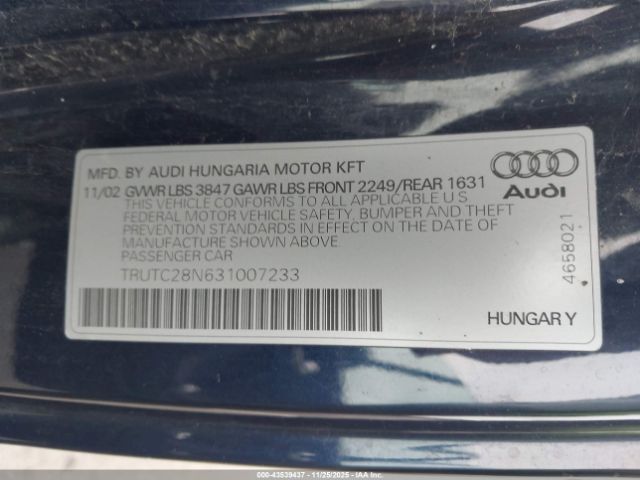 MFD. BY AUDI HUNGARIA MOTOR KFT
11/02 GVWR LBS 3847 GAWR LBS FRONT 2249/REAR 1631
THIS VEHICLE CONFORMS TO ALL APPLICABLE U S
FEDERAL MOTOR VEHICLE SAFETY, BUMPER AND THEFT
PREVENTION STANDARDS IN EFFECT ON THE DATE OF
MANUFACTURE SHOWN ABOVE.
PASSENGER CAR
TRUTC28N631007233
Audi
4658021
HUNGARY
000-43539437 - 11/25/2025 - IAAI.COM